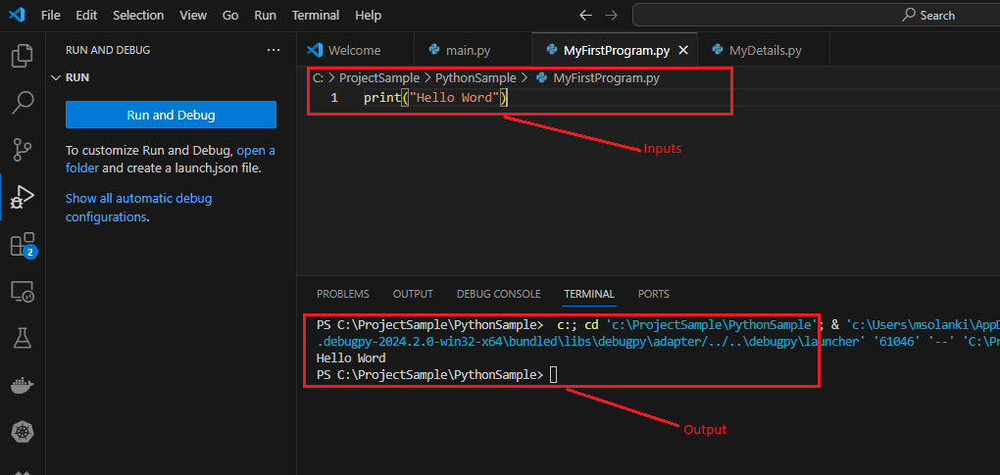 File Edit Selection View Go Run Terminal Help
Search
RUN AND DEBUG
RUN
Run and Debug
To customize Run and Debug, open a
folder and create a launch.json file.
Show all automatic debug
configurations.
2
Welcome main.py MyFirstProgram.py MyDetails.py
C: > ProjectSample > PythonSample > MyFirstProgram.py
1 print("Hello Word")
Inputs
PROBLEMS OUTPUT DEBUG CONSOLE TERMINAL PORTS
PS C:\ProjectSample\PythonSample> c:; cd 'c:\ProjectSample\PythonSample'; & 'c:\Users\msolanki\AppD
.debugpy-2024.2.0-win32-x64\bundled\libs\debugpy\adapter/../..\debugpy\launcher' '61046' '--' 'C:\Pr
Hello Word
PS C:\ProjectSample\PythonSample>
Output